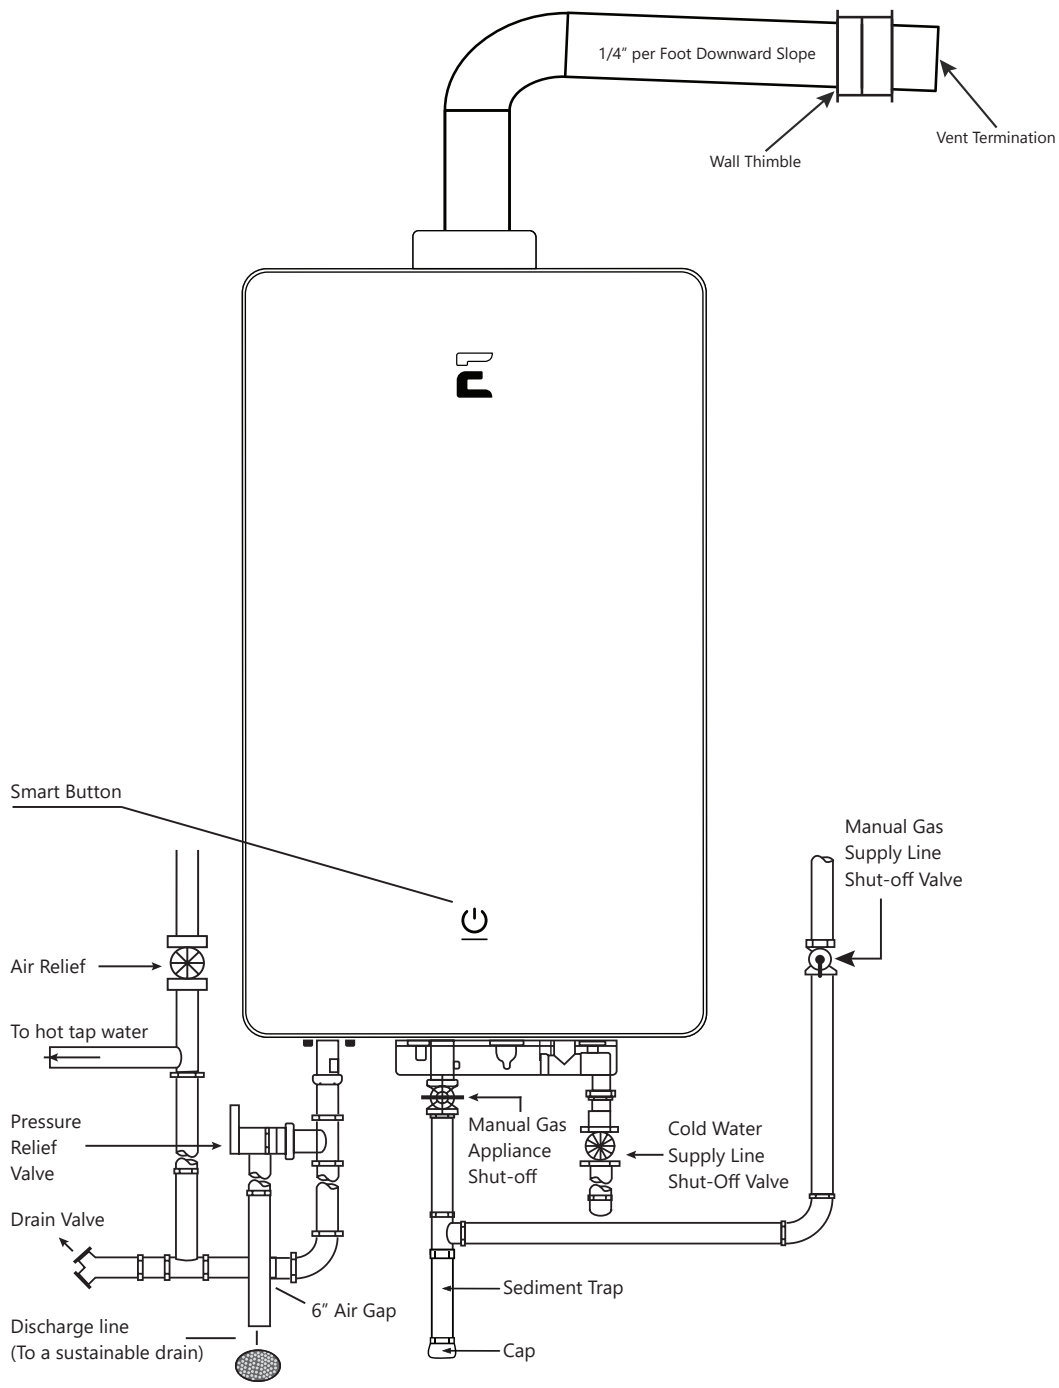 1/4" per Foot Downward Slope
Vent Termination
Wall Thimble
Smart Button
Manual Gas
Supply Line
Shut-off Valve
Air Relief
To hot tap water
Pressure
Relief
Valve
Manual Gas
Appliance
Shut-off
Cold Water
Supply Line
Shut-Off Valve
Drain Valve
Sediment Trap
6” Air Gap
Discharge line
(To a sustainable drain)
Cap